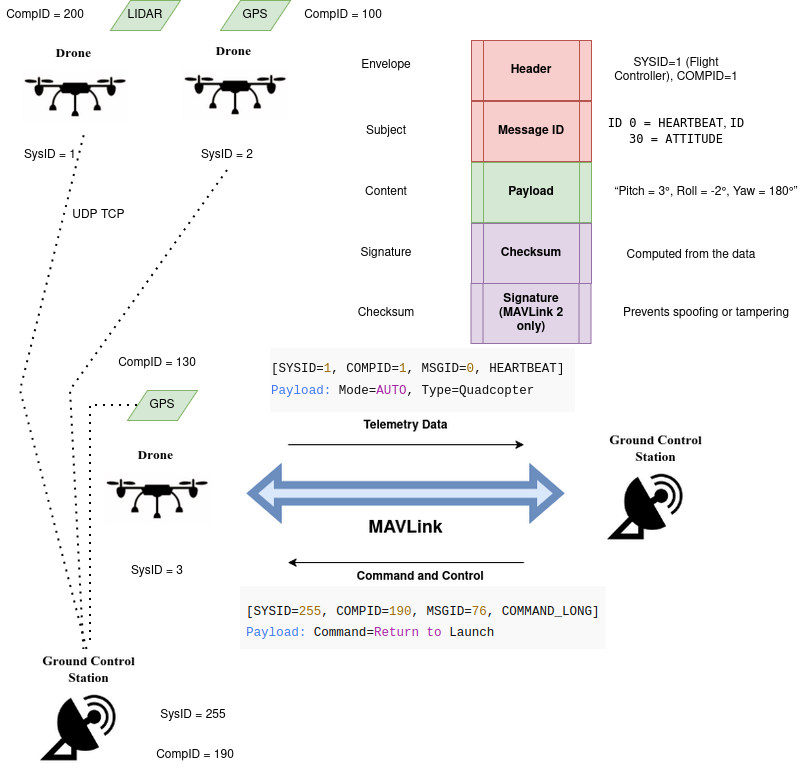 CompID = 200
LIDAR
GPS
CompID = 100
Drone
Drone
SysID = 1
SysID = 2
UDP TCP
Envelope
Header
SYSID=1 (Flight
Controller), COMPID=1
Subject
Message ID
ID 0 = HEARTBEAT, ID
30 = ATTITUDE
Content
Payload
“Pitch = 3°, Roll = -2°, Yaw = 180°”
Signature
Checksum
Computed from the data
Checksum
Signature
(MAVLink 2
only)
Prevents spoofing or tampering
CompID = 130
GPS
Drone
SysID = 3
[SYSID=1, COMPID=1, MSGID=0, HEARTBEAT]
Payload: Mode=AUTO, Type=Quadcopter
Telemetry Data
MAVLink
Ground Control
Station
Command and Control
[SYSID=255, COMPID=190, MSGID=76, COMMAND_LONG]
Payload: Command=Return to Launch
Ground Control
Station
SysID = 255
CompID = 190